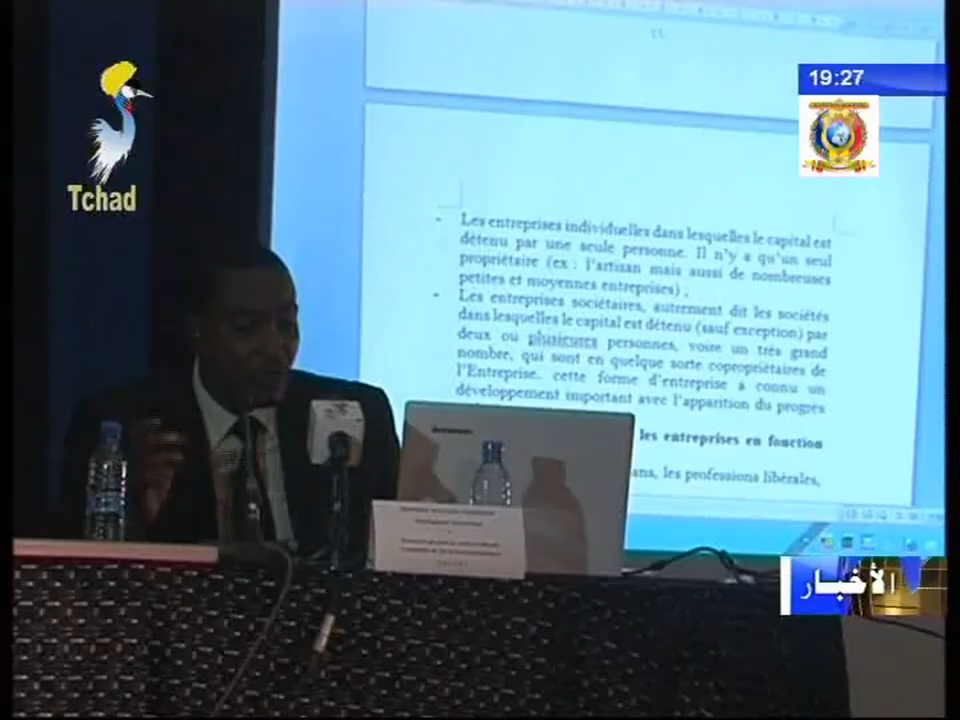 19:27
Tchad
15
- Les entreprises individuelles dans lesquelles le capital est
détenu par une seule personne. Il n'y a qu'un seul
propriétaire (ex : l'artisan mais aussi de nombreuses
petites et moyennes entreprises) ;
- Les entreprises sociétaires, autrement dit les sociétés
dans lesquelles le capital est détenu (sauf exception) par
deux ou plusieures personnes, voire un très grand
nombre, qui sont en quelque sorte copropriétaires de
l'Entreprise. cette forme d'entreprise a connu un
développement important avec l'apparition du progrès
les entreprises en fonction
ans, les professions libérales,
lenovo
الأخبار